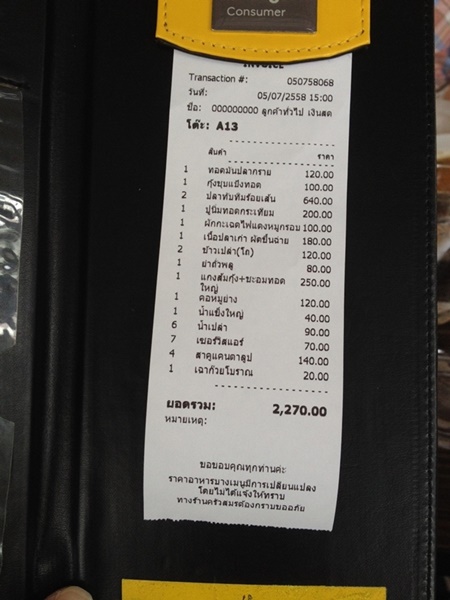 Consumer
INVOICE
Transaction #: 050758068
วันที่: 05/07/2558 15:00
ชื่อ: 000000000 ลูกค้าทั่วไป เงินสด
โต๊ะ: A13
สินค้า ราคา
1 ทอดมันปลากราย 120.00
1 กุ้งชุบแป้งทอด 100.00
2 ปลาทับทิมร้อยเส้น 640.00
1 ปูนิ่มทอดกระเทียม 200.00
1 ผักกะเฉดไฟแดงหมูกรอบ 100.00
1 เนื้อปลาเก๋า ผัดขึ้นฉ่าย 180.00
2 ข้าวเปล่า(โถ) 120.00
1 ยำถั่วพลู 80.00
1 แกงส้มกุ้ง+ชะอมทอด 250.00
ใหญ่
1 คอหมูย่าง 120.00
1 น้ำแข็งใหญ่ 40.00
6 น้ำเปล่า 90.00
7 เซอร์วิสแอร์ 70.00
4 สาคูแคนตาลูป 140.00
1 เฉาก๊วยโบราณ 20.00
ยอดรวม: 2,270.00
หมายเหตุ:
ขอขอบคุณทุกท่านค่ะ
ราคาอาหารบางเมนูมีการเปลี่ยนแปลง
โดยไม่ได้แจ้งให้ทราบ
ทางร้านครัวสมรต้องกราบขออภัย